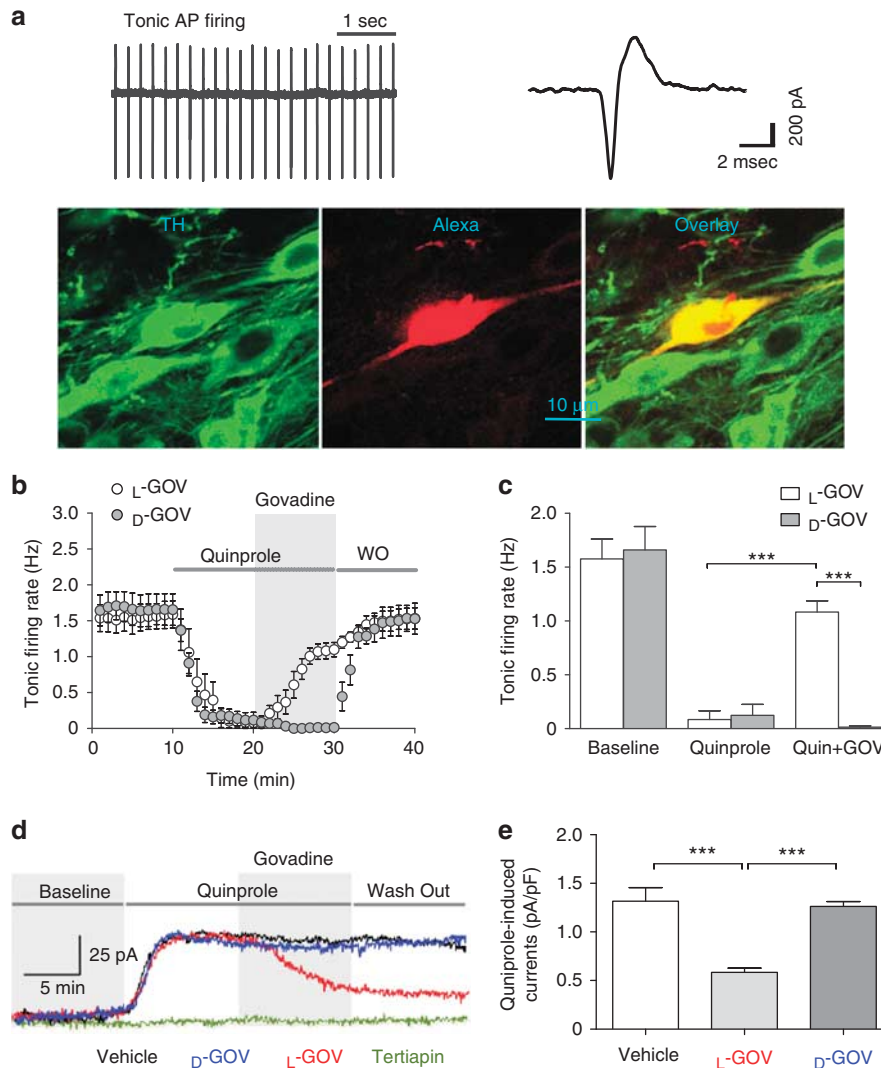 a
Tonic AP firing
1 sec
200 pA
2 msec
TH
Alexa
Overlay
10 μm
b
L-GOV
D-GOV
Govadine
Quinprole
WO
Tonic firing rate (Hz)
3.0
2.5
2.0
1.5
1.0
0.5
0
0 10 20 30 40
Time (min)
c
L-GOV
D-GOV
Tonic firing rate (Hz)
2.0
1.5
1.0
0.5
0
***
***
Baseline Quinprole Quin+GOV
d
Govadine
Baseline Quinprole Wash Out
25 pA
5 min
Vehicle D-GOV L-GOV Tertiapin
e
Quniprole-induced
currents (pA/pF)
2.0
1.5
1.0
0.5
0
*** ***
Vehicle L-GOV D-GOV